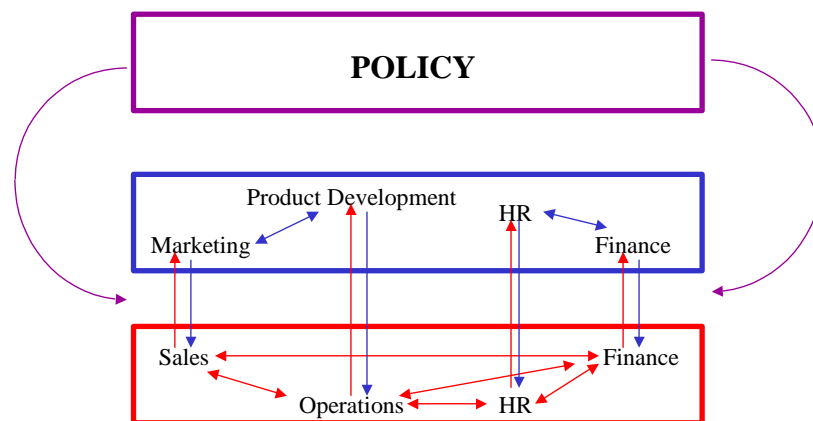 POLICY
Product Development
HR
Marketing
Finance
Sales
Finance
Operations
HR